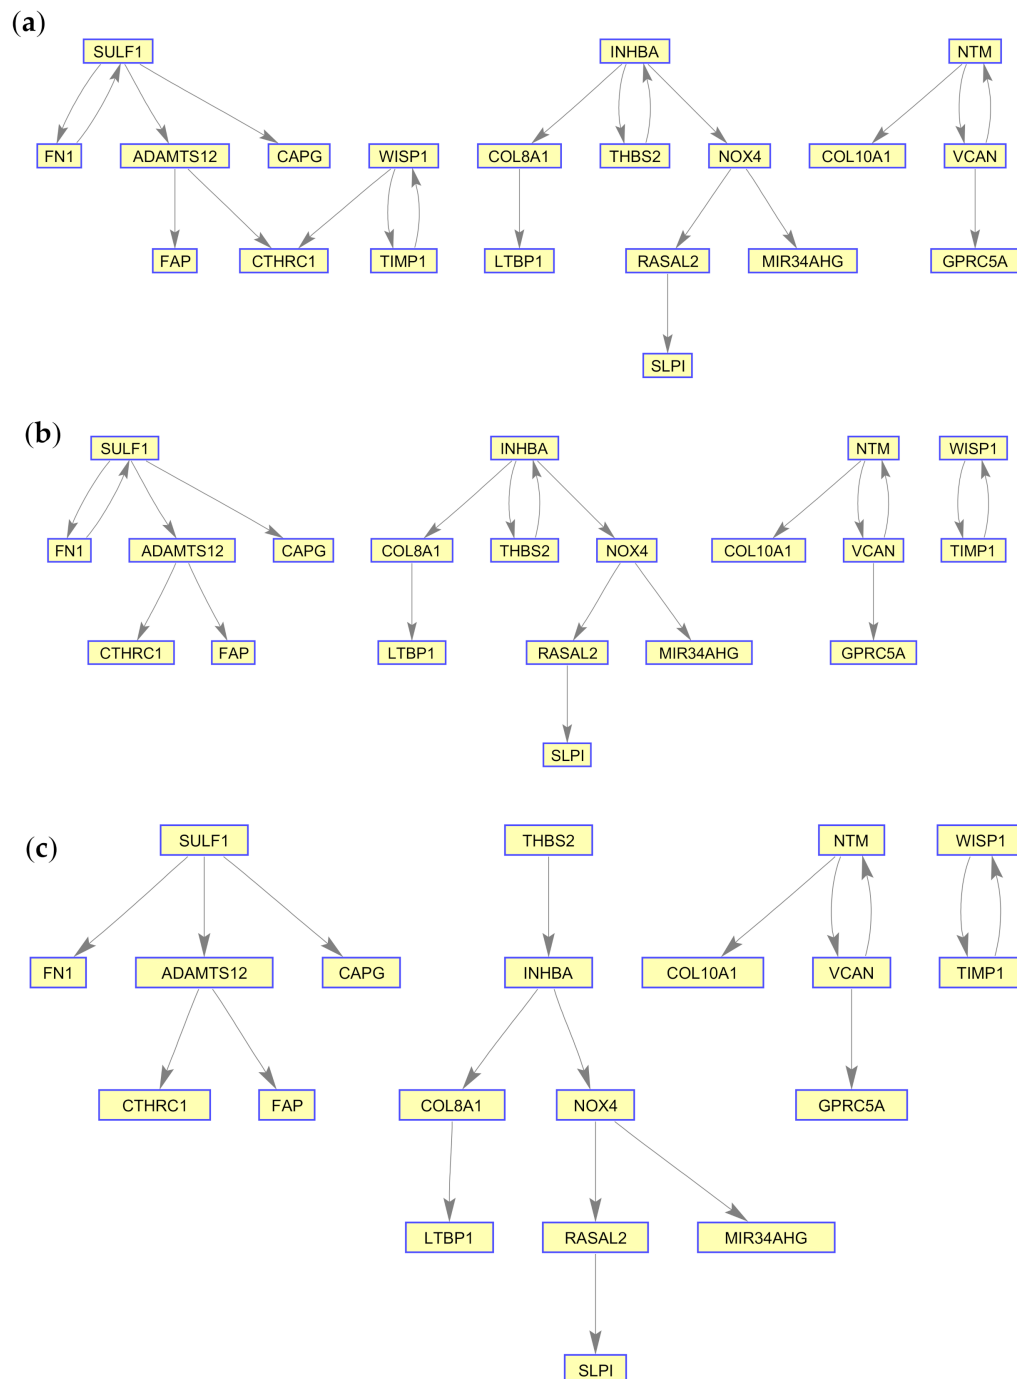 (a)
SULF1 INHBA NTM
FN1 ADAMTS12 CAPG WISP1 COL8A1 THBS2 NOX4 COL10A1 VCAN
FAP CTHRC1 TIMP1 LTBP1 RASAL2 MIR34AHG GPRC5A
SLPI
(b)
SULF1 INHBA NTM WISP1
FN1 ADAMTS12 CAPG COL8A1 THBS2 NOX4 COL10A1 VCAN TIMP1
CTHRC1 FAP LTBP1 RASAL2 MIR34AHG GPRC5A
SLPI
(c)
SULF1 THBS2 NTM WISP1
FN1 ADAMTS12 CAPG INHBA COL10A1 VCAN TIMP1
CTHRC1 FAP COL8A1 NOX4 GPRC5A
LTBP1 RASAL2 MIR34AHG
SLPI